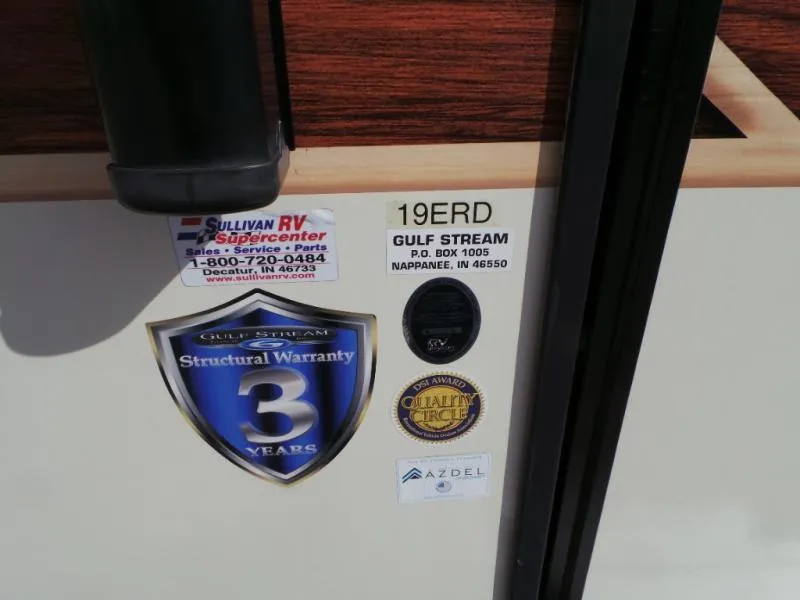 SULLIVAN RV
Supercenter
Sales • Service • Parts
1-800-720-0484
Decatur, IN 46733
www.sullivanrv.com
19ERD
GULF STREAM
P.O. BOX 1005
NAPPANEE, IN 46550
GULF STREAM
G
Structural Warranty
3
YEARS
RV
DSI AWARD
QUALITY
CIRCLE
AZDEL